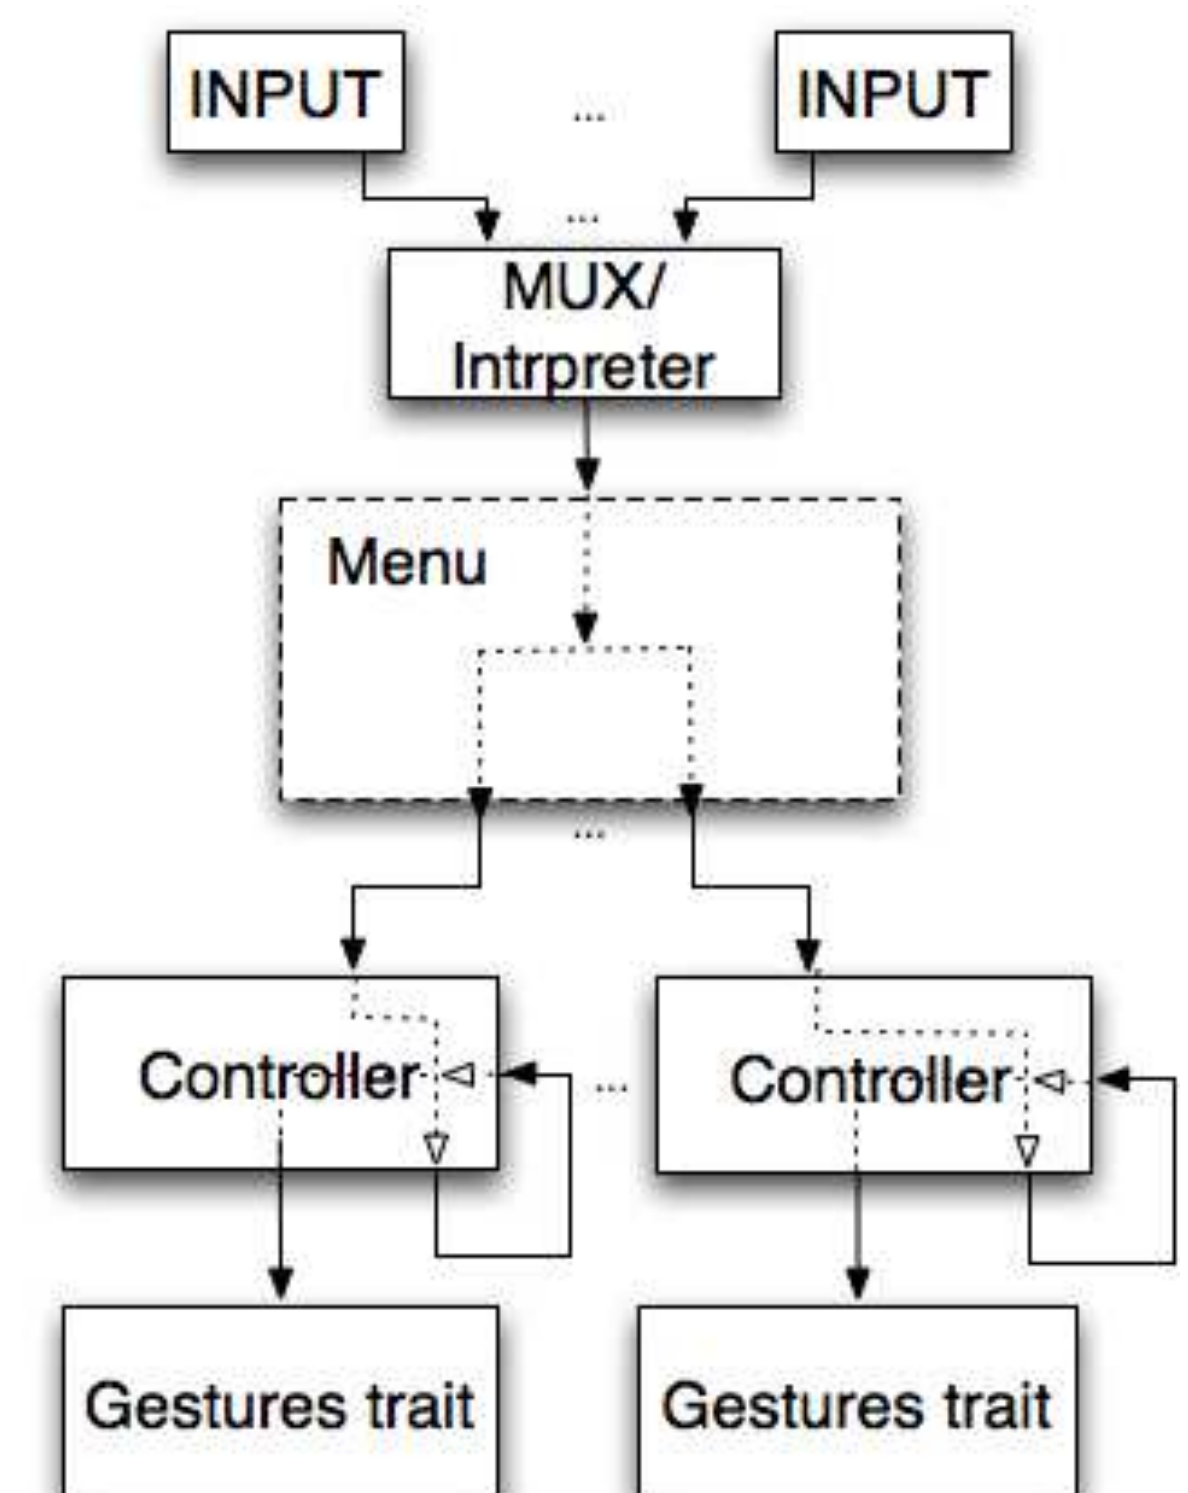 INPUT
...
INPUT
...
MUX/
Intrpreter
Menu
...
Controller
...
Controller
Gestures trait
Gestures trait